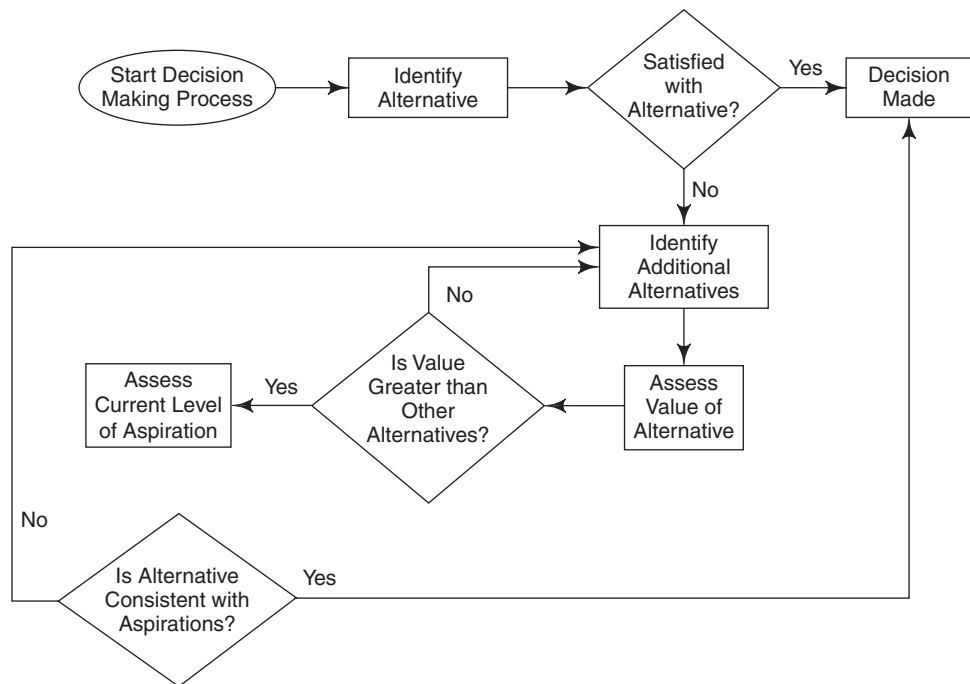 Start Decision
Making Process
Identify
Alternative
Satisfied
with
Alternative?
Yes
Decision
Made
No
Identify
Additional
Alternatives
No
Assess
Value of
Alternative
Is Value
Greater than
Other
Alternatives?
Yes
Assess
Current Level
of Aspiration
No
Is Alternative
Consistent with
Aspirations?
Yes